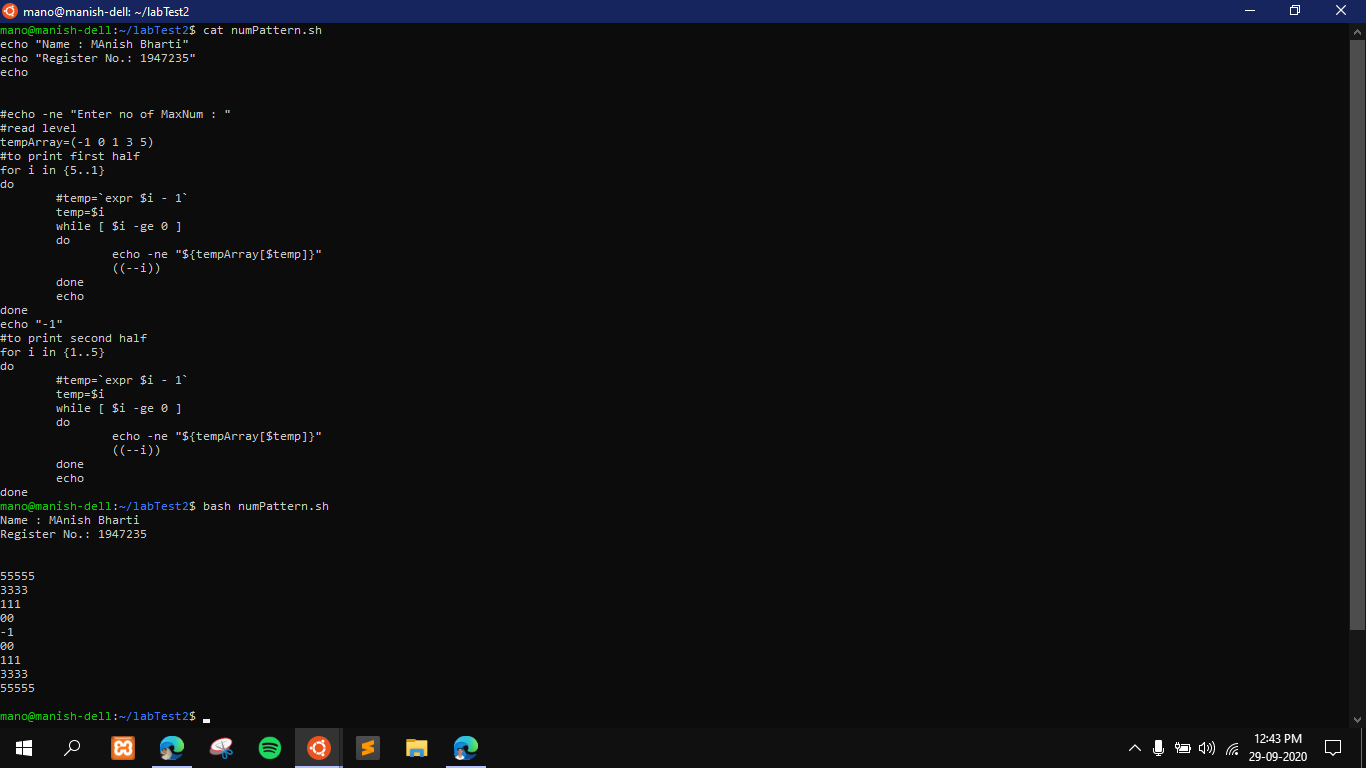 mano@manish-dell: ~/labTest2
mano@manish-dell:~/labTest2$ cat numPattern.sh
echo "Name : MAnish Bharti"
echo "Register No.: 1947235"
echo
#echo -ne "Enter no of MaxNum : "
#read level
tempArray=(-1 0 1 3 5)
#to print first half
for i in {5..1}
do
#temp=`expr $i - 1`
temp=$i
while [ $i -ge 0 ]
do
echo -ne "${tempArray[$temp]}"
((--i))
done
echo
done
echo "-1"
#to print second half
for i in {1..5}
do
#temp=`expr $i - 1`
temp=$i
while [ $i -ge 0 ]
do
echo -ne "${tempArray[$temp]}"
((--i))
done
echo
done
mano@manish-dell:~/labTest2$ bash numPattern.sh
Name : MAnish Bharti
Register No.: 1947235
55555
3333
111
00
-1
00
111
3333
55555
mano@manish-dell:~/labTest2$
12:43 PM
29-09-2020